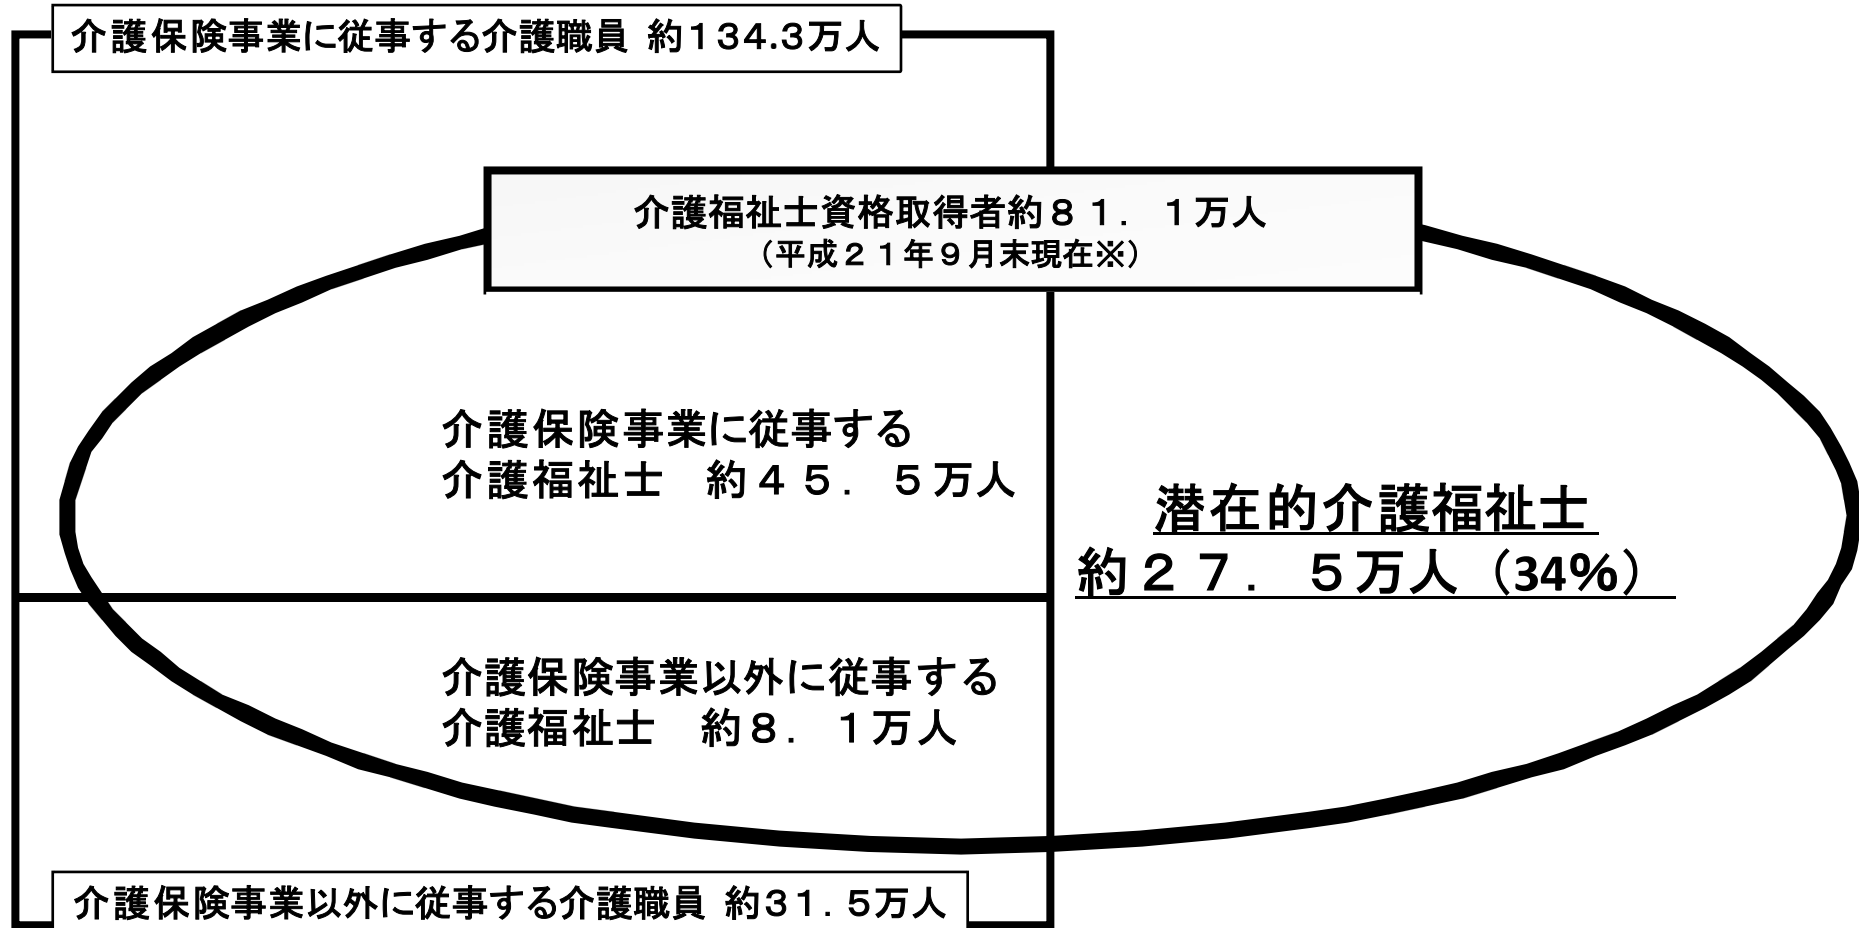 介護保険事業に従事する介護職員 約134.3万人
介護福祉士資格取得者約８１．１万人
（平成２１年９月末現在※）
介護保険事業に従事する
介護福祉士　約４５．５万人
潜在的介護福祉士
約２７．５万人（34%）
介護保険事業以外に従事する
介護福祉士　約８．１万人
介護保険事業以外に従事する介護職員 約31.5万人